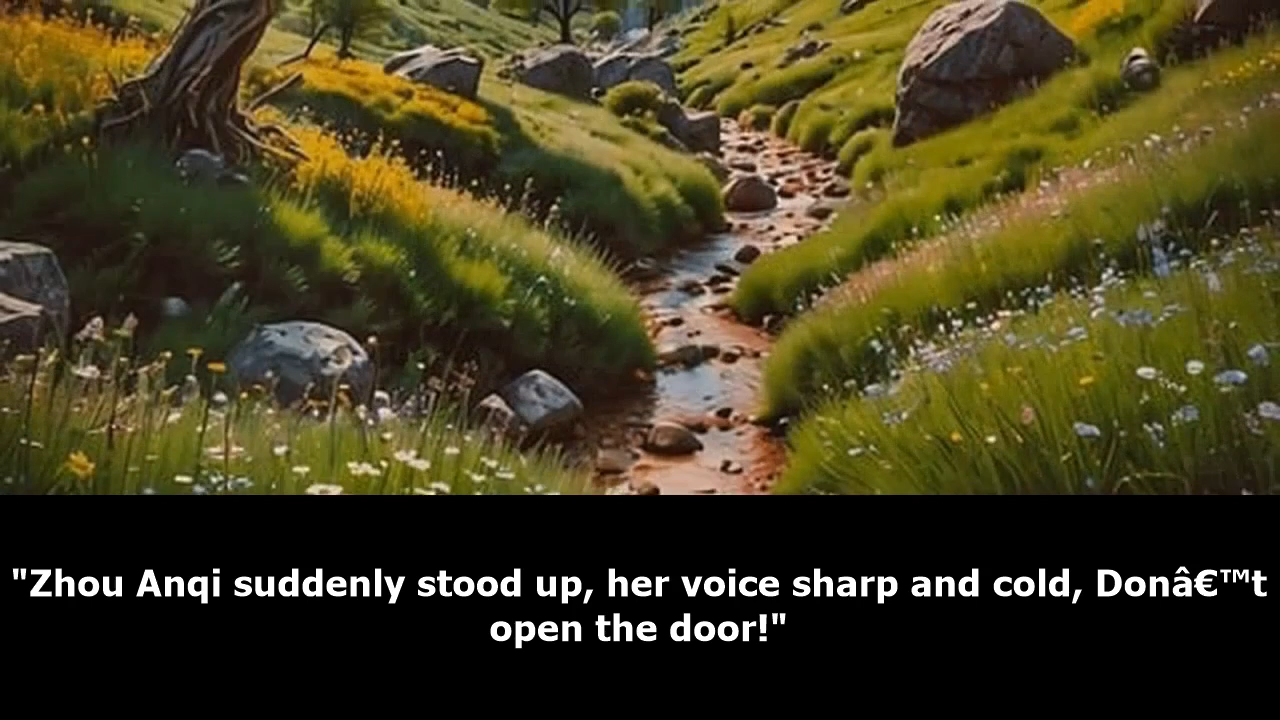 "Zhou Anqi suddenly stood up, her voice sharp and cold, Donâ€™t
open the door!"